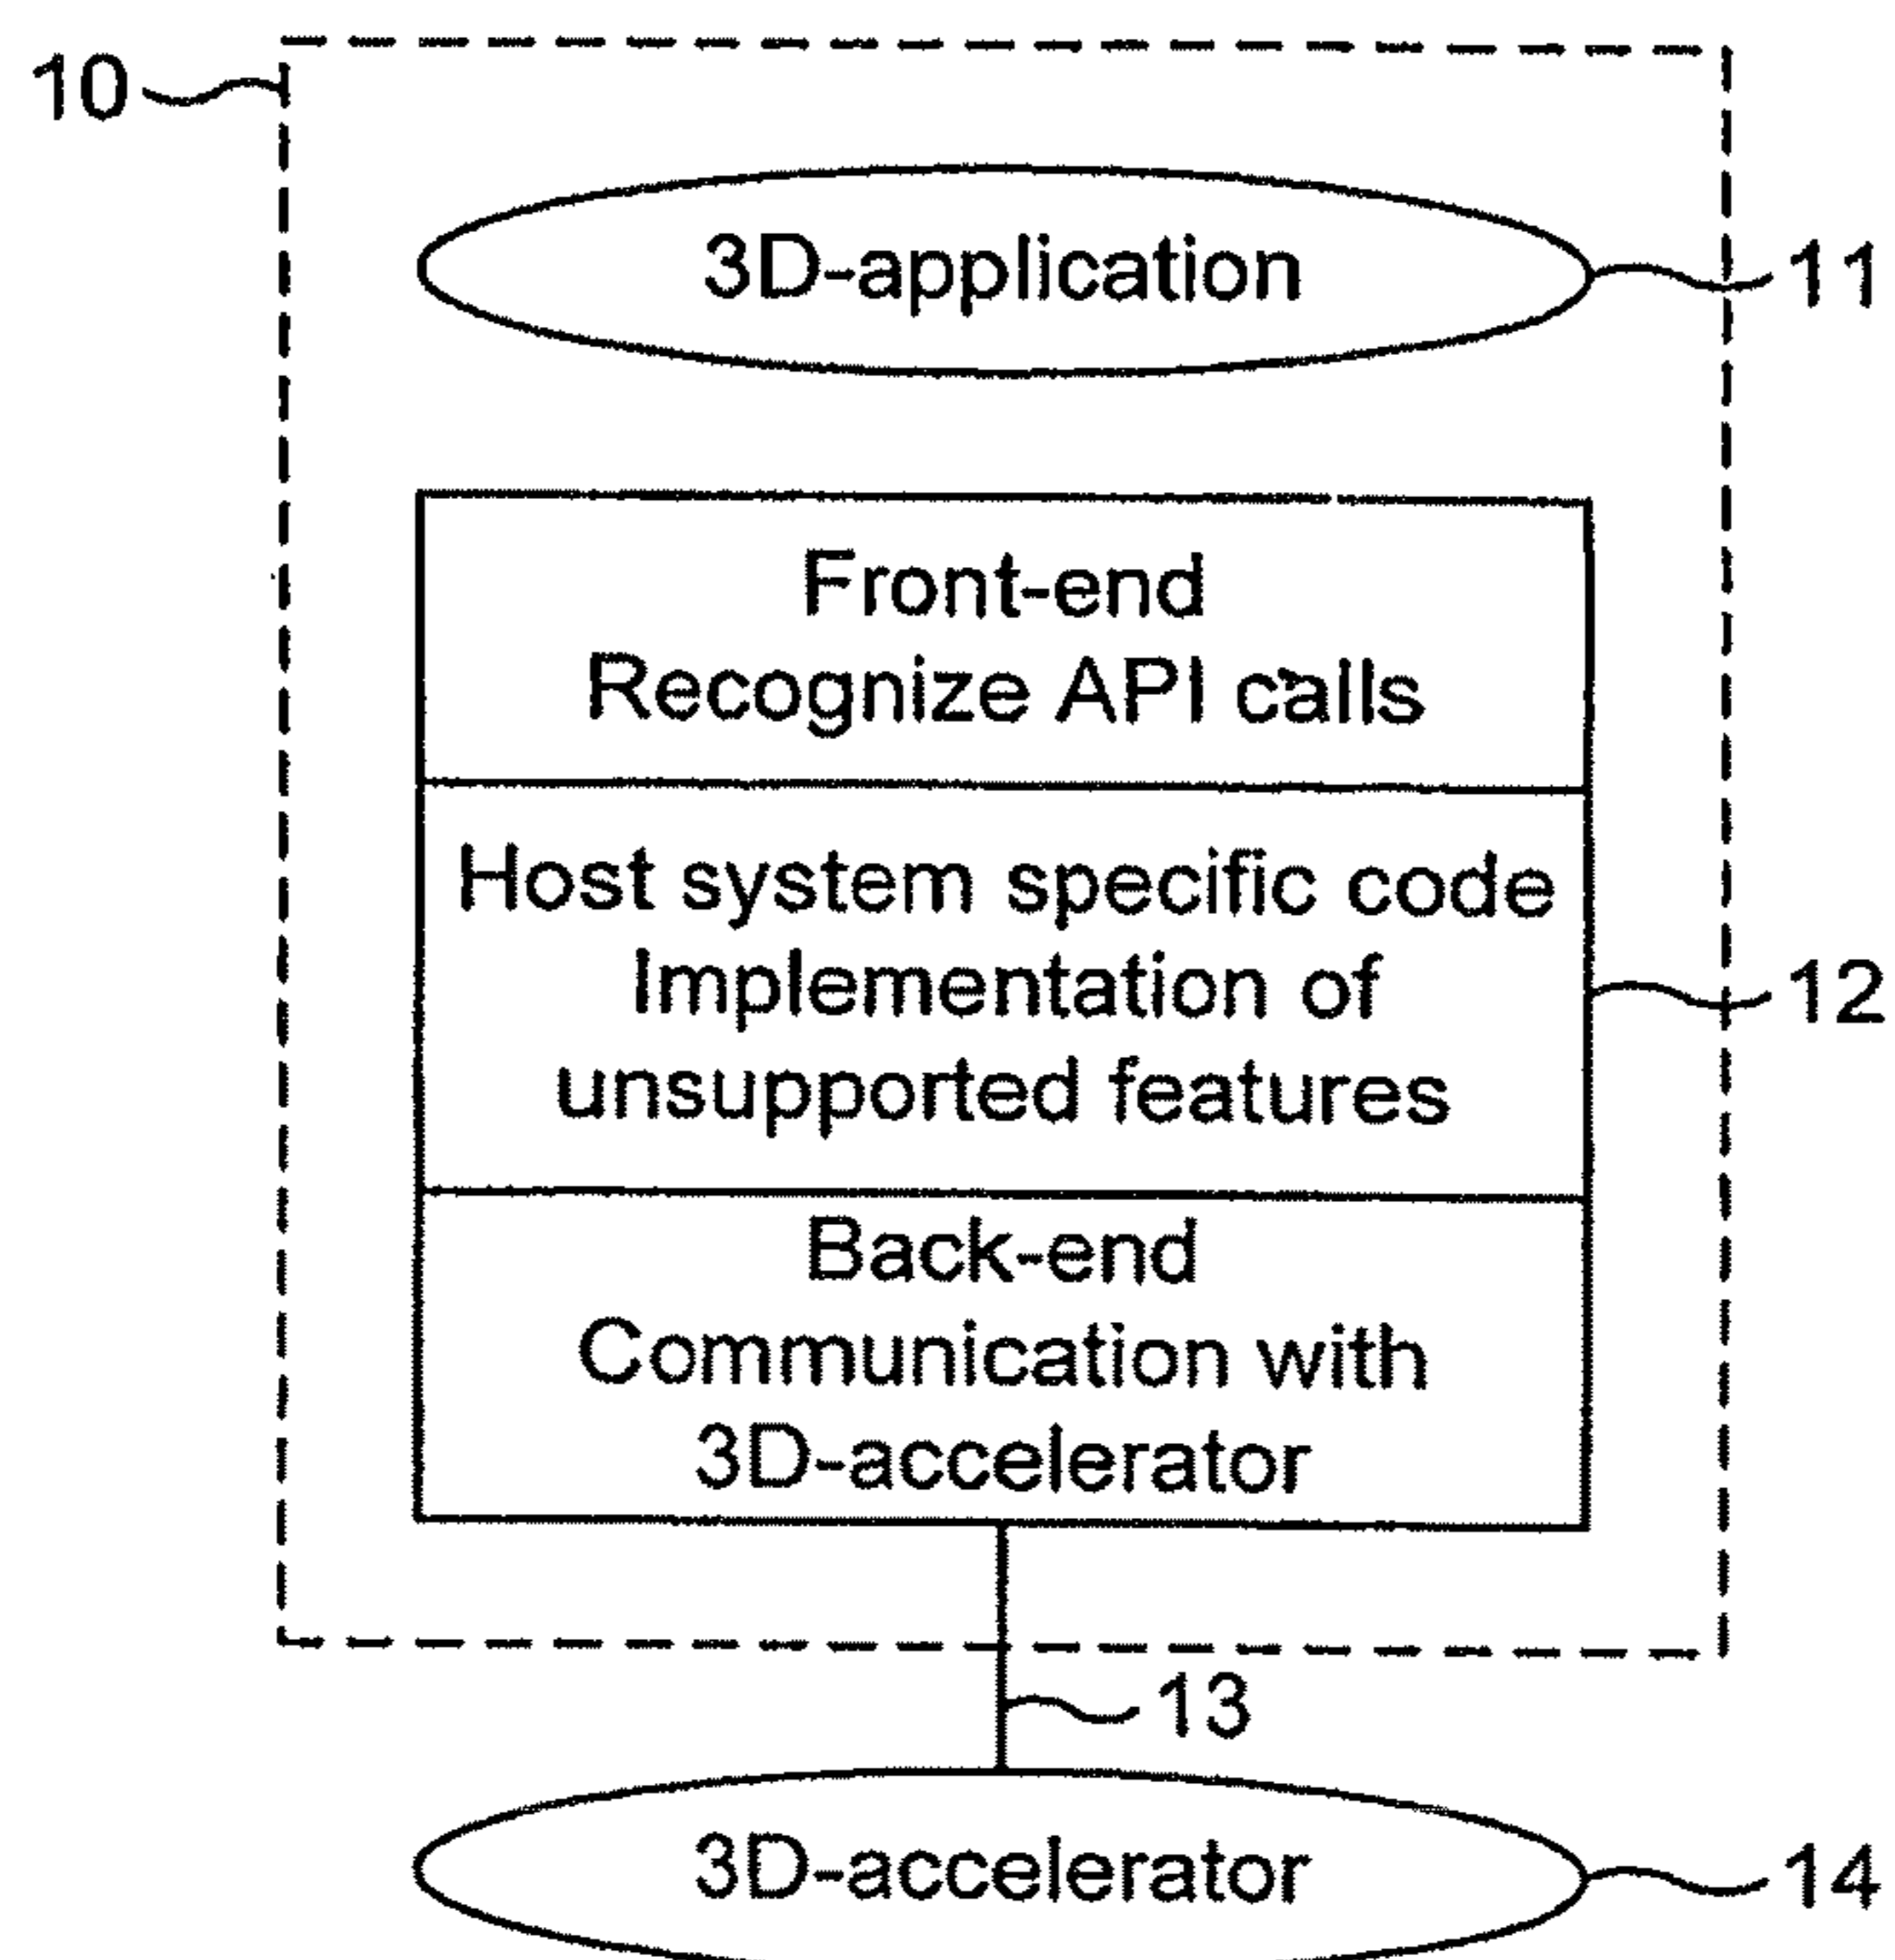 10
3D-application
11
Front-end
Recognize API calls
Host system specific code
Implementation of
unsupported features
12
Back-end
Communication with
3D-accelerator
13
3D-accelerator
14